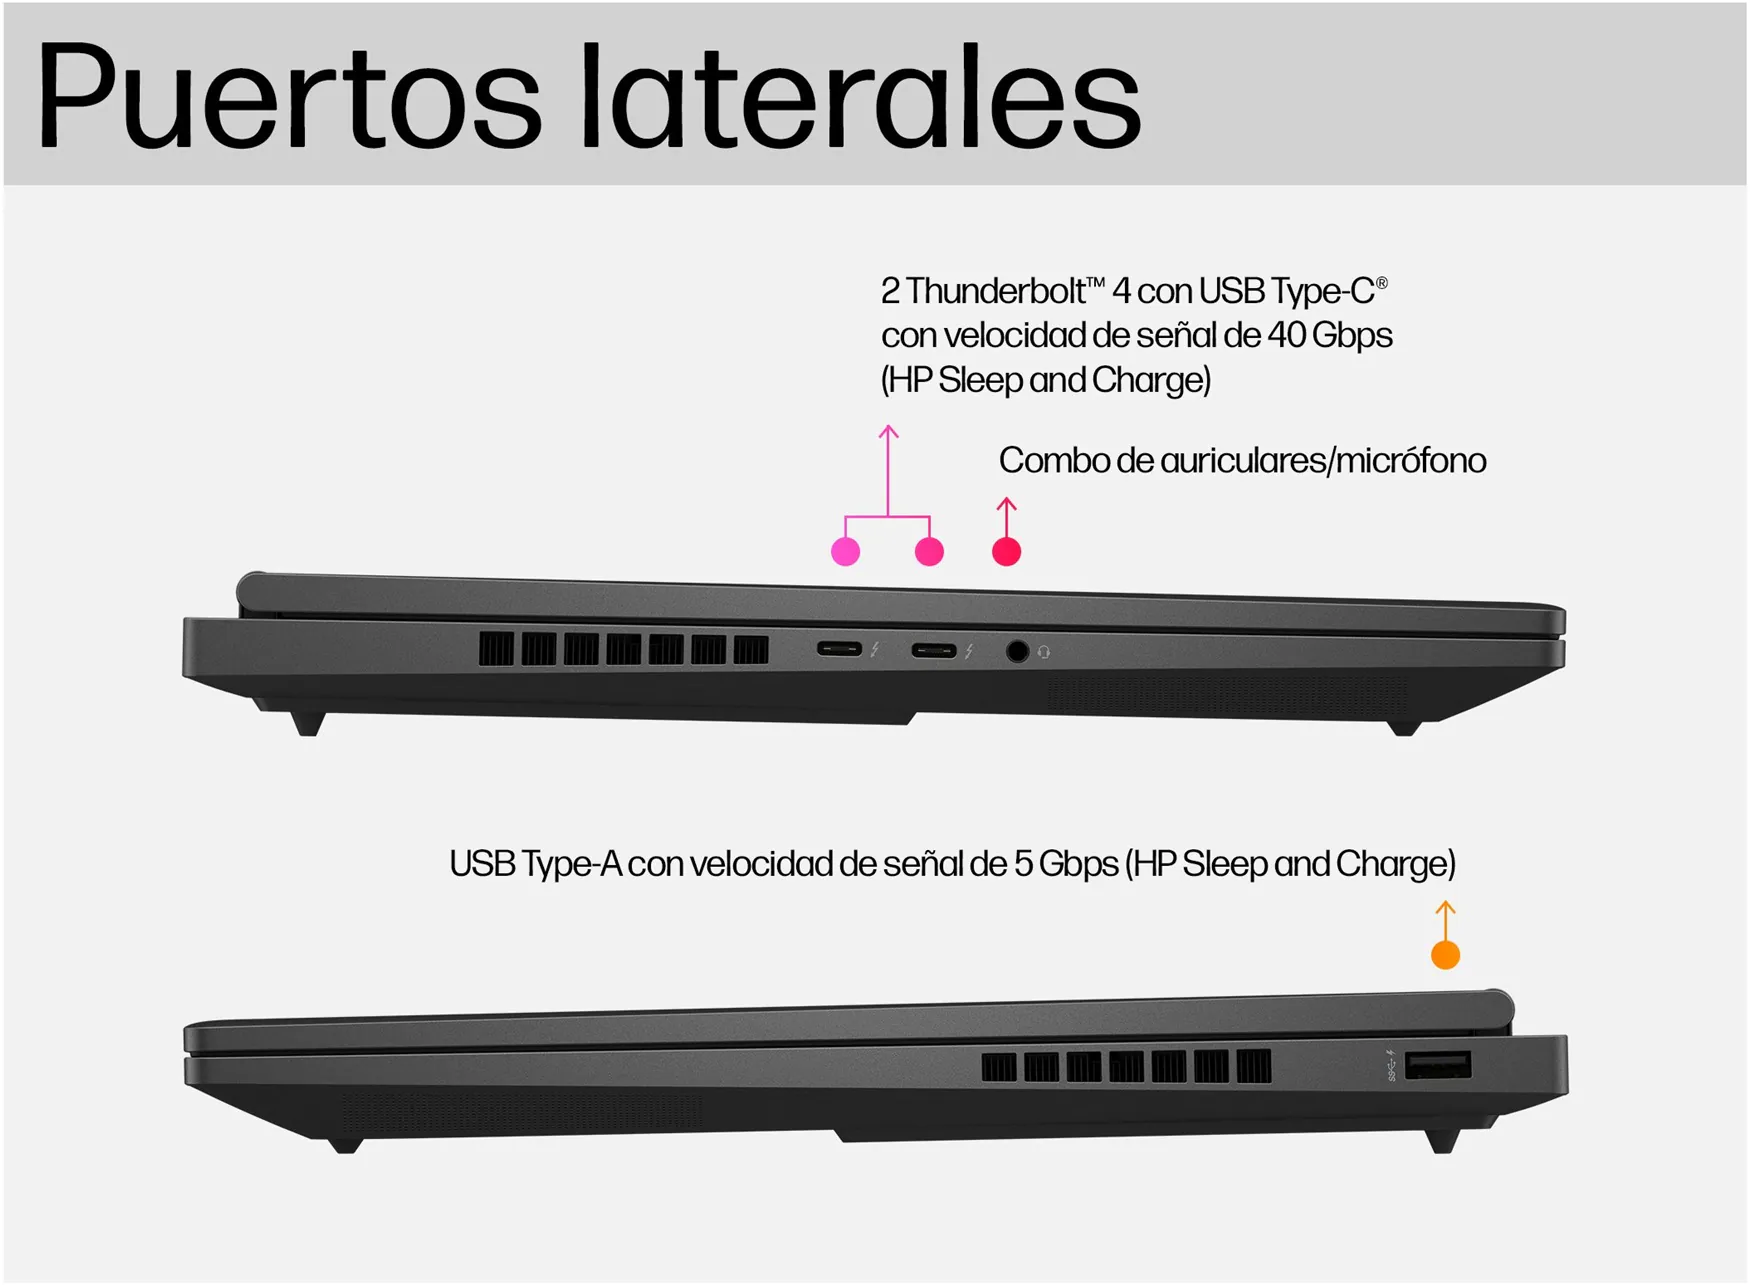 Puertos laterales
2 Thunderbolt™ 4 con USB Type-C®
con velocidad de señal de 40 Gbps
(HP Sleep and Charge)
Combo de auriculares/micrófono
USB Type-A con velocidad de señal de 5 Gbps (HP Sleep and Charge)